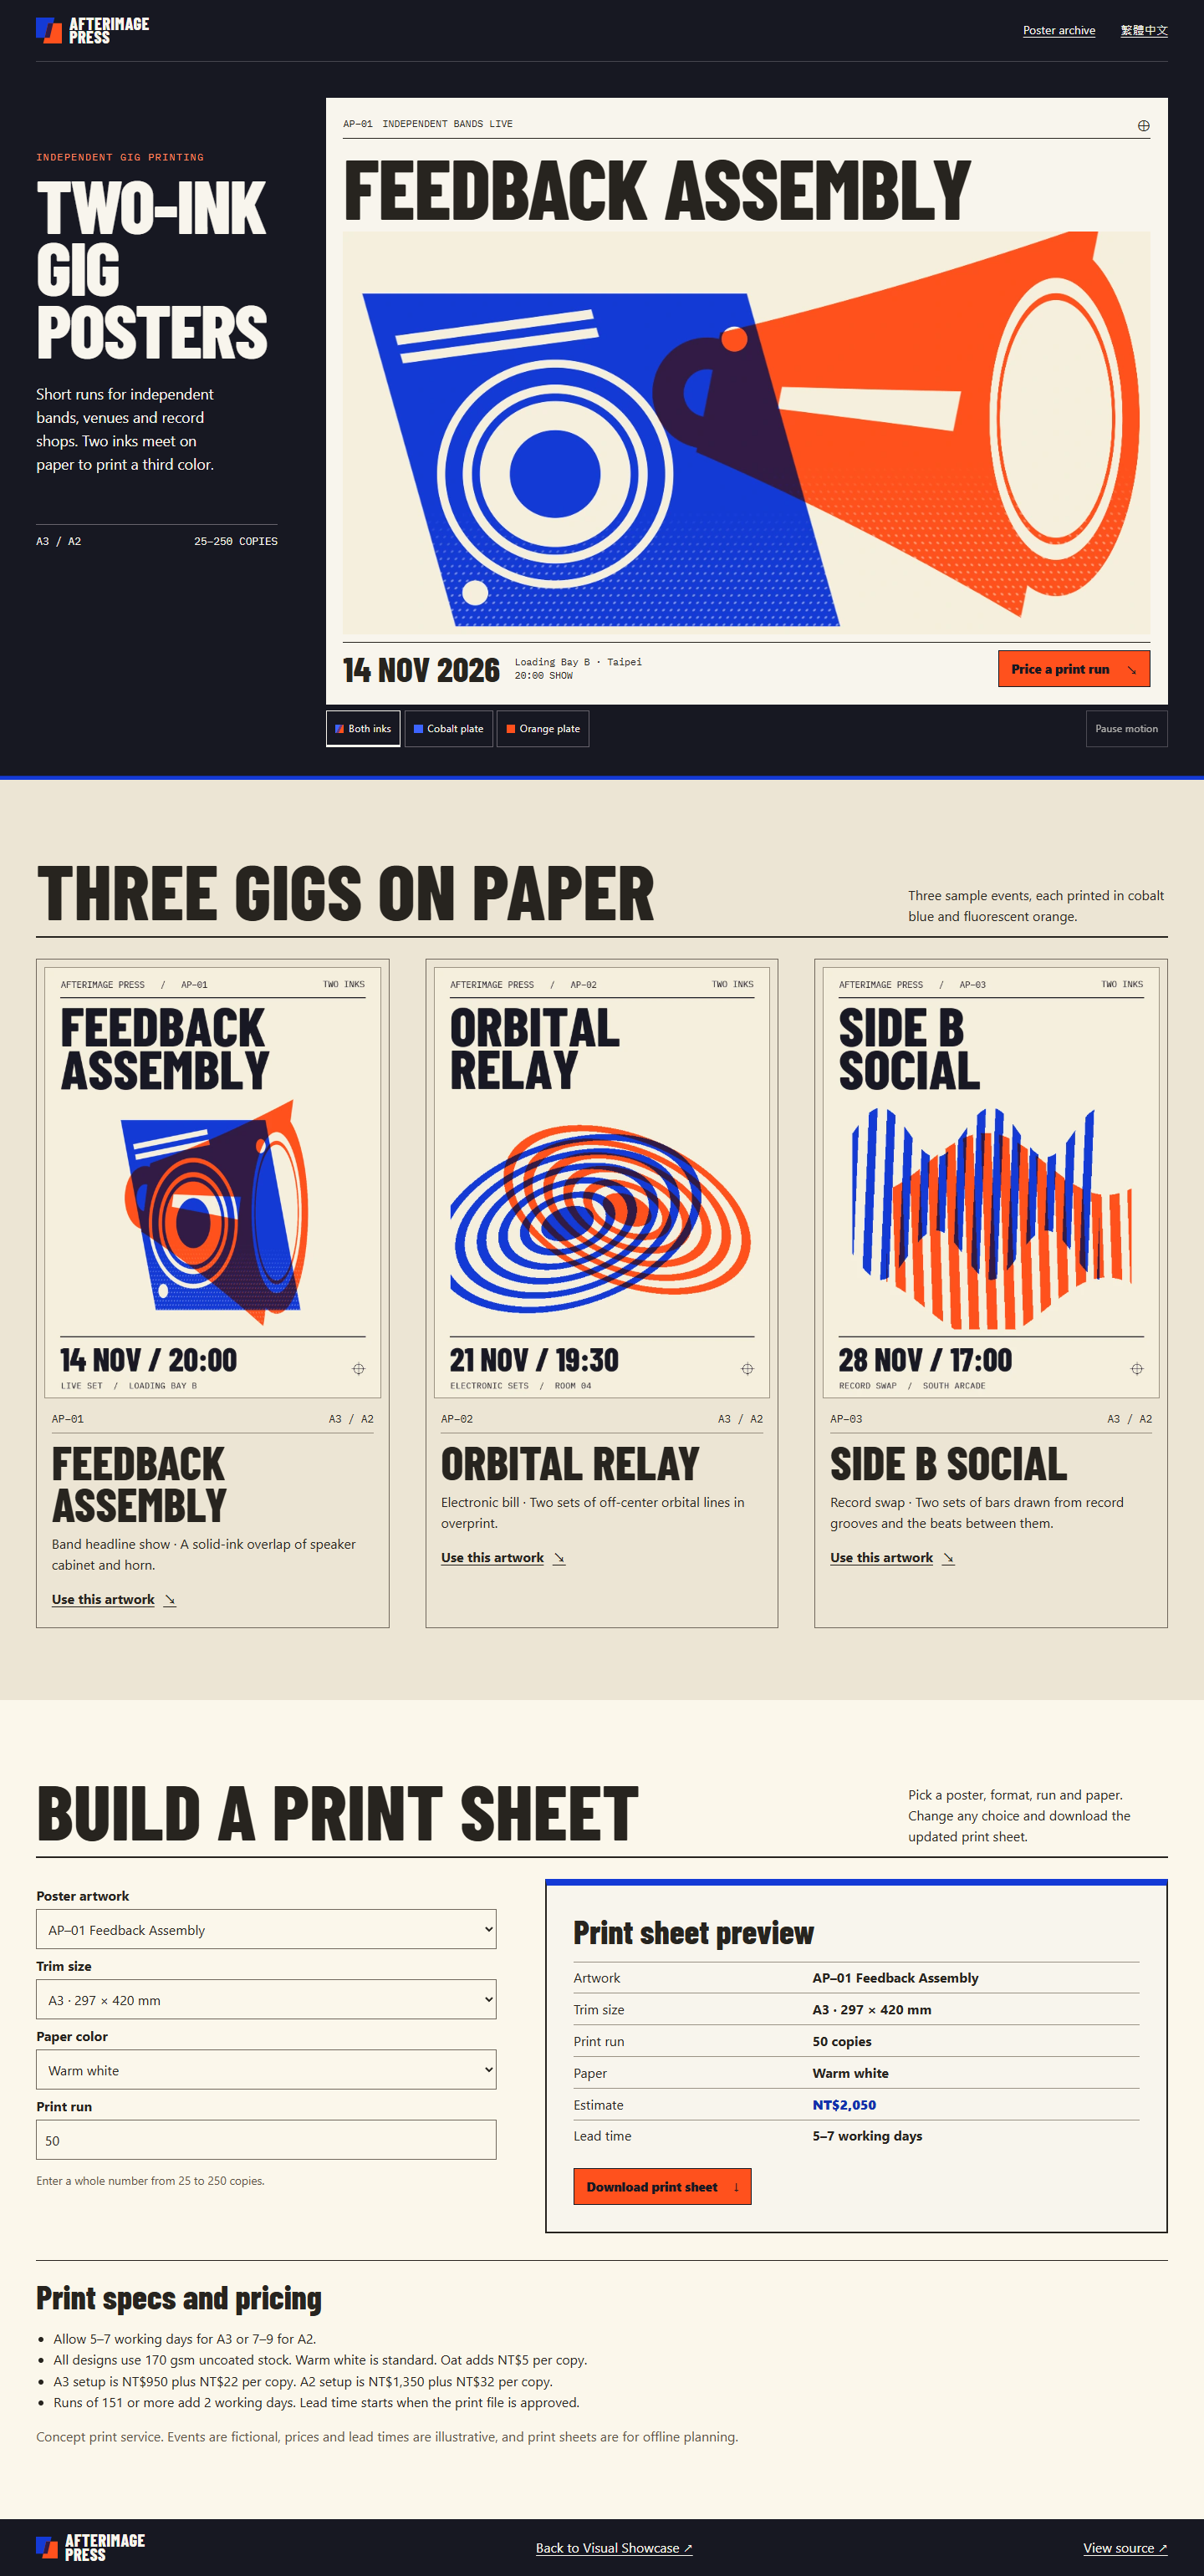 AFTERIMAGE
PRESS
Poster archive
繁體中文
INDEPENDENT GIG PRINTING
TWO-INK
GIG
POSTERS
Short runs for independent
bands, venues and record
shops. Two inks meet on
paper to print a third color.
A3 / A2
25–250 COPIES
AP–01 INDEPENDENT BANDS LIVE
FEEDBACK ASSEMBLY
14 NOV 2026
Loading Bay B · Taipei
20:00 SHOW
Price a print run ↘
Both inks
Cobalt plate
Orange plate
Pause motion
THREE GIGS ON PAPER
Three sample events, each printed in cobalt
blue and fluorescent orange.
AFTERIMAGE PRESS / AP–01
TWO INKS
FEEDBACK
ASSEMBLY
14 NOV / 20:00
LIVE SET / LOADING BAY B
AP–01
A3 / A2
FEEDBACK
ASSEMBLY
Band headline show · A solid-ink overlap of speaker
cabinet and horn.
Use this artwork ↘
AFTERIMAGE PRESS / AP–02
TWO INKS
ORBITAL
RELAY
21 NOV / 19:30
ELECTRONIC SETS / ROOM 04
AP–02
A3 / A2
ORBITAL RELAY
Electronic bill · Two sets of off-center orbital lines in
overprint.
Use this artwork ↘
AFTERIMAGE PRESS / AP–03
TWO INKS
SIDE B
SOCIAL
28 NOV / 17:00
RECORD SWAP / SOUTH ARCADE
AP–03
A3 / A2
SIDE B SOCIAL
Record swap · Two sets of bars drawn from record
grooves and the beats between them.
Use this artwork ↘
BUILD A PRINT SHEET
Pick a poster, format, run and paper.
Change any choice and download the
updated print sheet.
Poster artwork
AP–01 Feedback Assembly
Trim size
A3 · 297 × 420 mm
Paper color
Warm white
Print run
50
Enter a whole number from 25 to 250 copies.
Print sheet preview
Artwork AP–01 Feedback Assembly
Trim size A3 · 297 × 420 mm
Print run 50 copies
Paper Warm white
Estimate NT$2,050
Lead time 5–7 working days
Download print sheet ↓
Print specs and pricing
• Allow 5–7 working days for A3 or 7–9 for A2.
• All designs use 170 gsm uncoated stock. Warm white is standard. Oat adds NT$5 per copy.
• A3 setup is NT$950 plus NT$22 per copy. A2 setup is NT$1,350 plus NT$32 per copy.
• Runs of 151 or more add 2 working days. Lead time starts when the print file is approved.
Concept print service. Events are fictional, prices and lead times are illustrative, and print sheets are for offline planning.
AFTERIMAGE
PRESS
Back to Visual Showcase ↗
View source ↗